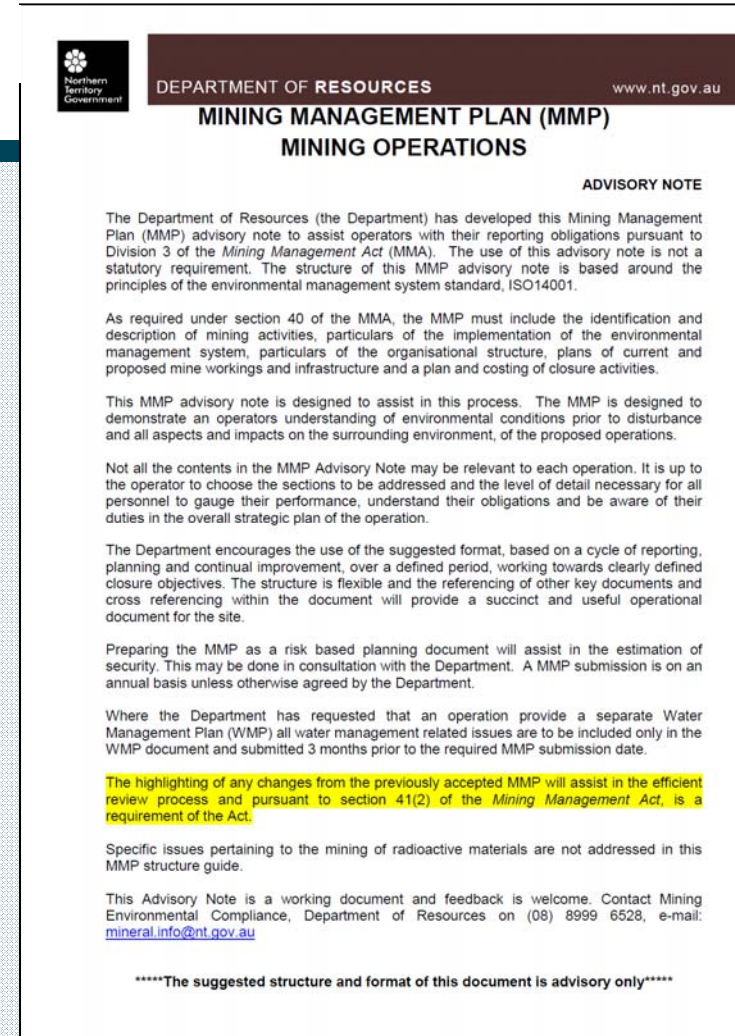 Northern
Territory
Government
DEPARTMENT OF RESOURCES
www.nt.gov.au
MINING MANAGEMENT PLAN (MMP)
MINING OPERATIONS
ADVISORY NOTE
The Department of Resources (the Department) has developed this Mining Management
Plan (MMP) advisory note to assist operators with their reporting obligations pursuant to
Division 3 of the Mining Management Act (MMA). The use of this advisory note is not a
statutory requirement. The structure of this MMP advisory note is based around the
principles of the environmental management system standard, ISO14001.
As required under section 40 of the MMA, the MMP must include the identification and
description of mining activities, particulars of the implementation of the environmental
management system, particulars of the organisational structure, plans of current and
proposed mine workings and infrastructure and a plan and costing of closure activities.
This MMP advisory note is designed to assist in this process. The MMP is designed to
demonstrate an operators understanding of environmental conditions prior to disturbance
and all aspects and impacts on the surrounding environment, of the proposed operations.
Not all the contents in the MMP Advisory Note may be relevant to each operation. It is up to
the operator to choose the sections to be addressed and the level of detail necessary for all
personnel to gauge their performance, understand their obligations and be aware of their
duties in the overall strategic plan of the operation.
The Department encourages the use of the suggested format, based on a cycle of reporting,
planning and continual improvement, over a defined period, working towards clearly defined
closure objectives. The structure is flexible and the referencing of other key documents and
cross referencing within the document will provide a succinct and useful operational
document for the site.
Preparing the MMP as a risk based planning document will assist in the estimation of
security. This may be done in consultation with the Department. A MMP submission is on an
annual basis unless otherwise agreed by the Department.
Where the Department has requested that an operation provide a separate Water
Management Plan (WMP) all water management related issues are to be included only in the
WMP document and submitted 3 months prior to the required MMP submission date.
The highlighting of any changes from the previously accepted MMP will assist in the efficient
review process and pursuant to section 41(2) of the Mining Management Act, is a
requirement of the Act.
Specific issues pertaining to the mining of radioactive materials are not addressed in this
MMP structure guide.
This Advisory Note is a working document and feedback is welcome. Contact Mining
Environmental Compliance, Department of Resources on (08) 8999 6528, e-mail:
mineral.info@nt.gov.au
*****The suggested structure and format of this document is advisory only*****